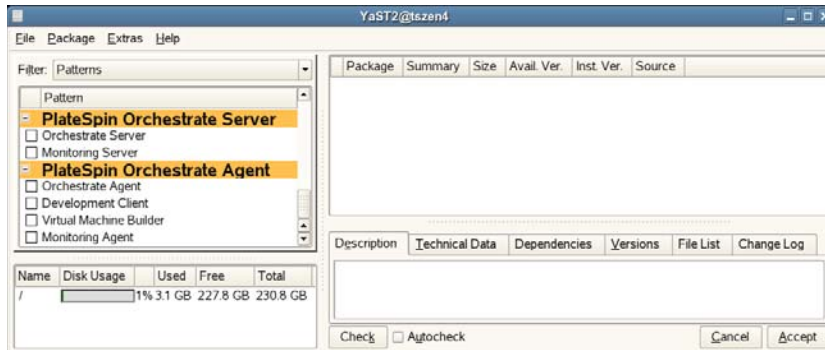 YaST2@tszen4
File Package Extras Help
Filter: Patterns
Pattern
PlateSpin Orchestrate Server
Orchestrate Server
Monitoring Server
PlateSpin Orchestrate Agent
Orchestrate Agent
Development Client
Virtual Machine Builder
Monitoring Agent
Name Disk Usage Used Free Total
/ 1% 3.1 GB 227.8 GB 230.8 GB
Package Summary Size Avail. Ver. Inst. Ver. Source
Description Technical Data Dependencies Versions File List Change Log
Check Autocheck Cancel Accept